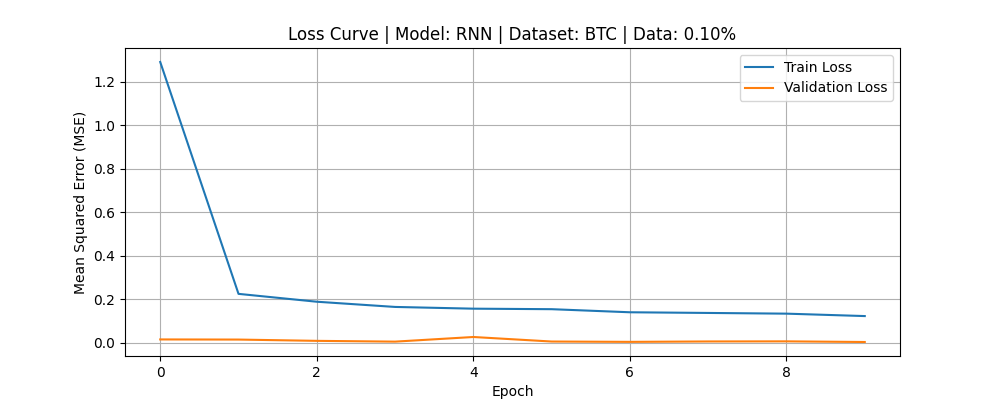 Loss Curve | Model: RNN | Dataset: BTC | Data: 0.10%
Train Loss
Validation Loss
Mean Squared Error (MSE)
1.2
1.0
0.8
0.6
0.4
0.2
0.0
0 2 4 6 8
Epoch